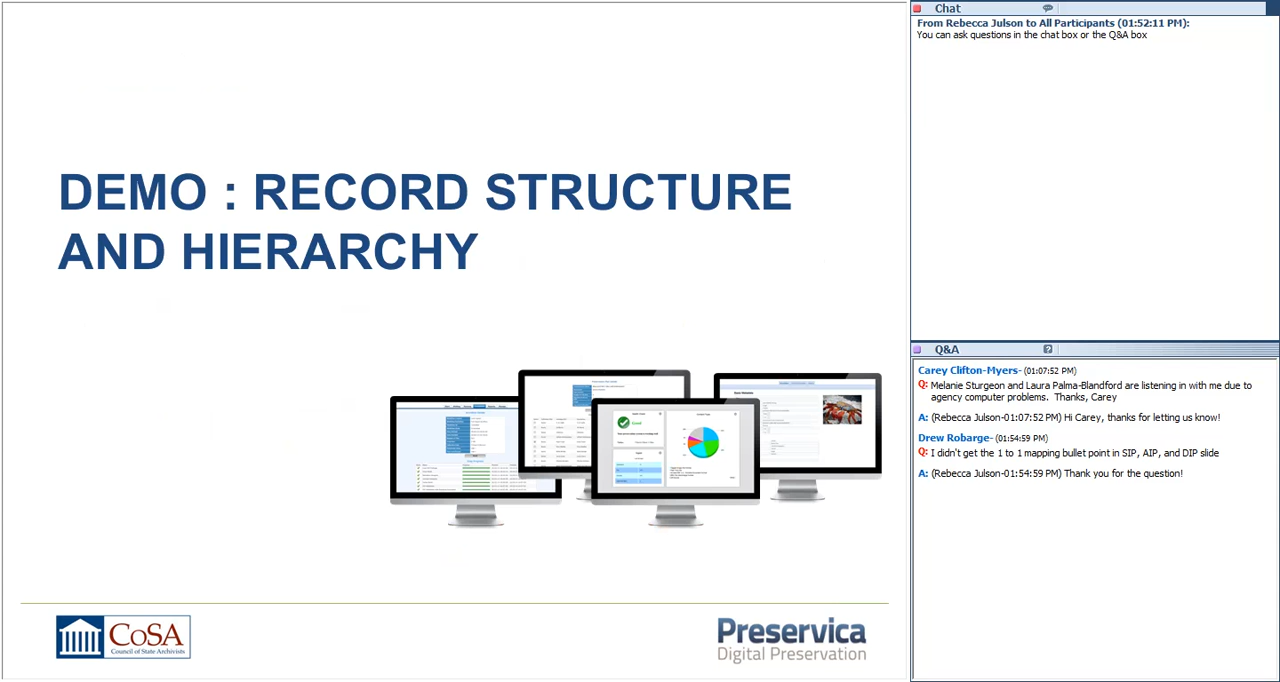 DEMO : RECORD STRUCTURE
AND HIERARCHY
CoSA
Council of State Archivists
Preservica
Digital Preservation
Chat
From Rebecca Julson to All Participants (01:52:11 PM):
You can ask questions in the chat box or the Q&A box
Q&A
Carey Clifton-Myers- (01:07:52 PM)
Q: Melanie Sturgeon and Laura Palma-Blandford are listening in with me due to
agency computer problems. Thanks, Carey
A: (Rebecca Julson-01:07:52 PM) Hi Carey, thanks for letting us know!
Drew Robarge- (01:54:59 PM)
Q: I didn't get the 1 to 1 mapping bullet point in SIP, AIP, and DIP slide
A: (Rebecca Julson-01:54:59 PM) Thank you for the question!